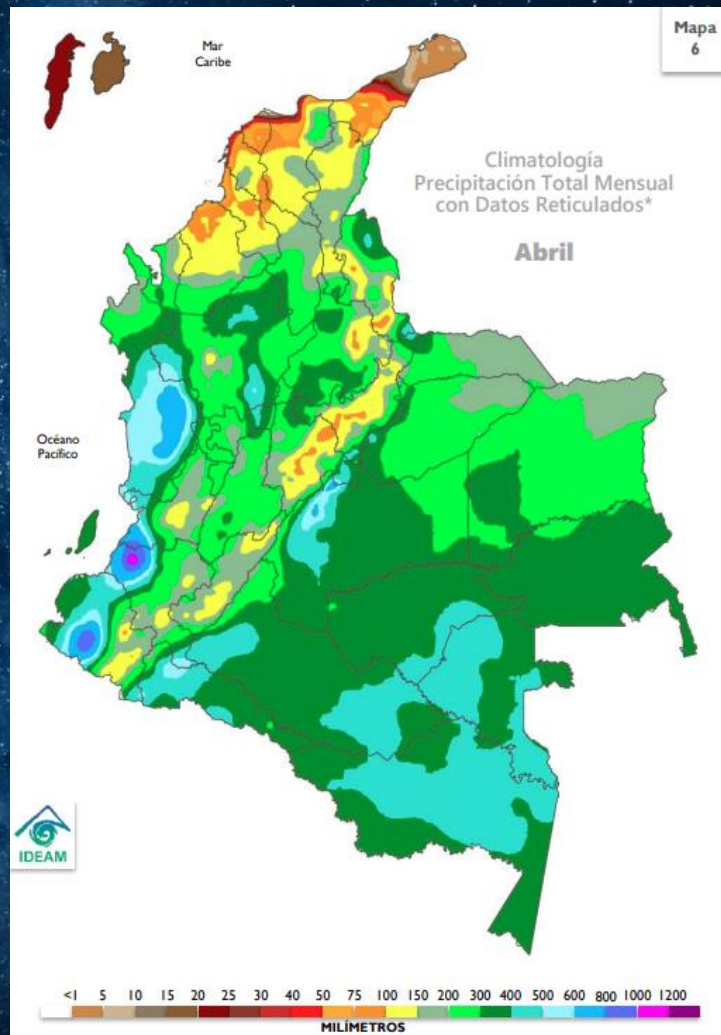 Mapa
6
Mar
Caribe
Climatología
Precipitación Total Mensual
con Datos Reticulados*
Abril
Océano
Pacífico
IDEAM
<1 5 10 15 20 25 30 40 50 75 100 150 200 300 400 500 600 800 1000 1200
MILÍMETROS